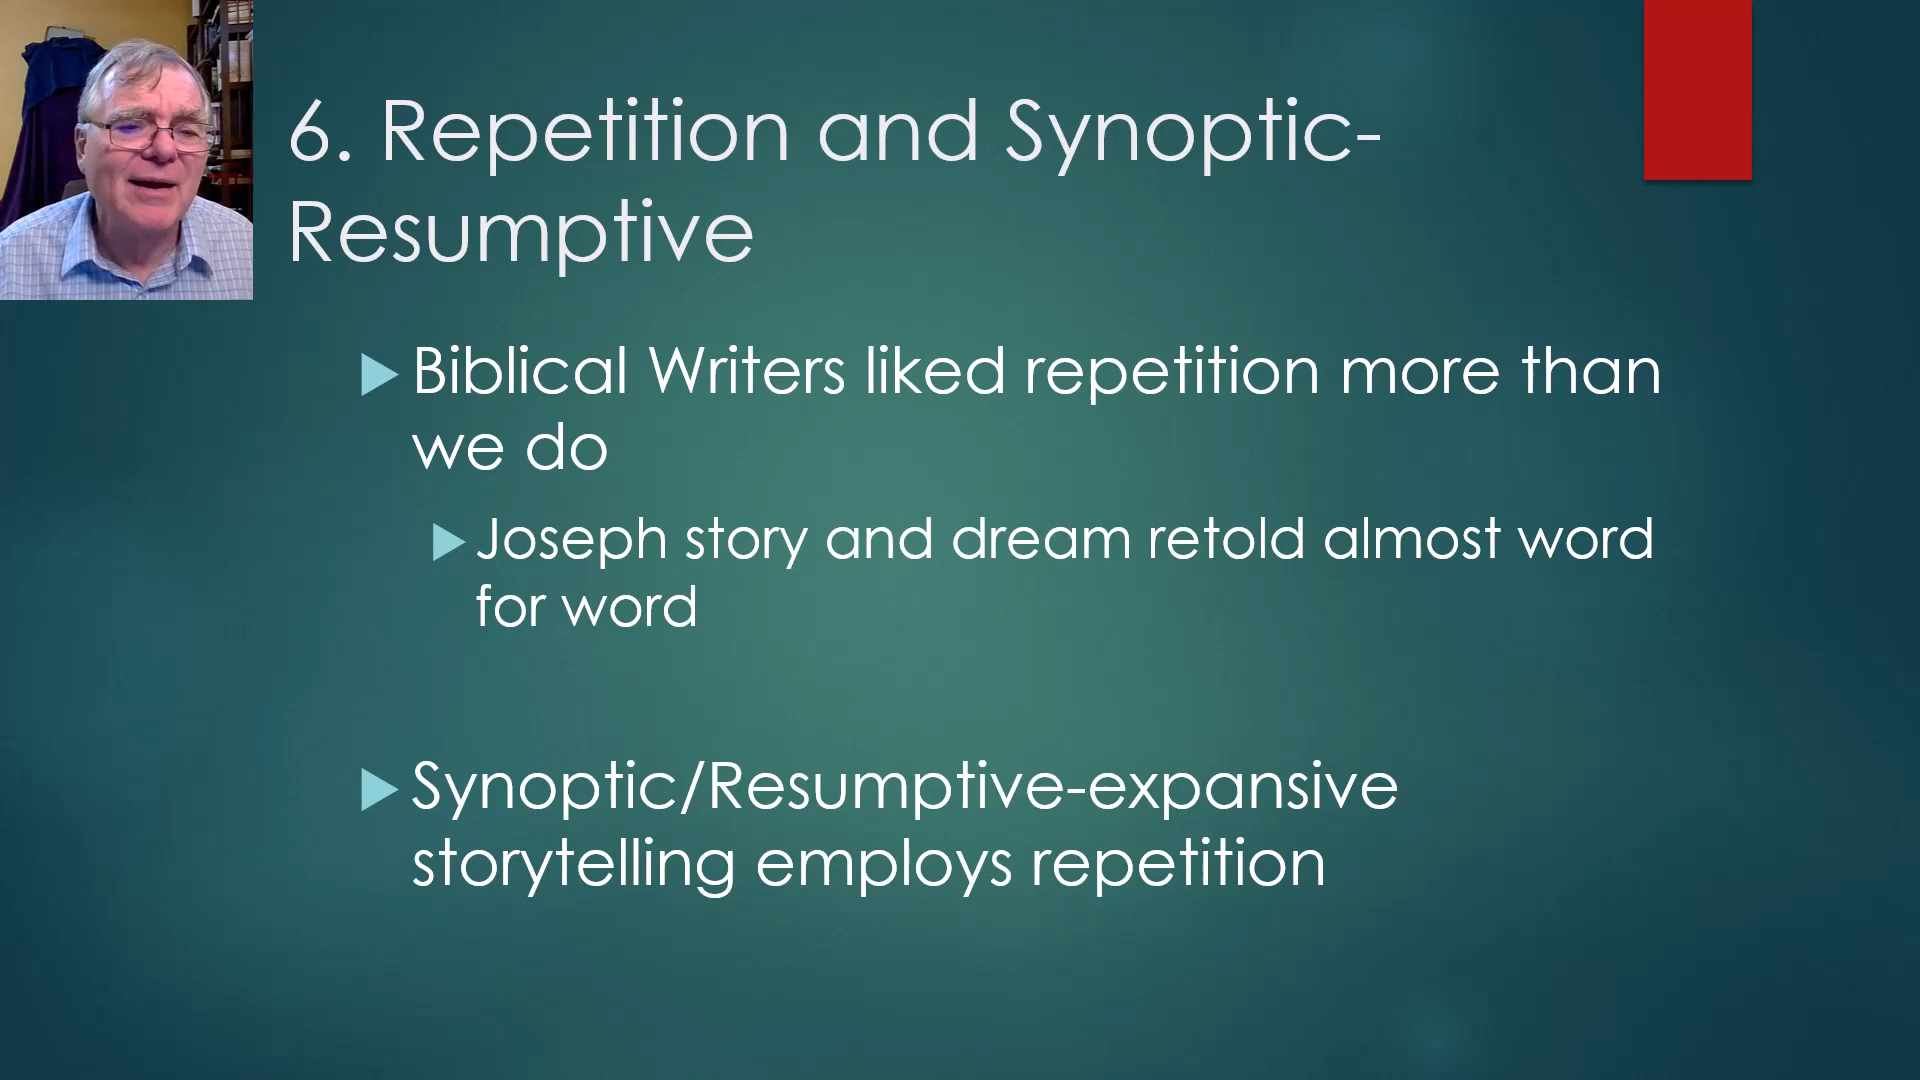 6. Repetition and Synoptic-
Resumptive
Biblical Writers liked repetition more than
we do
Joseph story and dream retold almost word
for word
Synoptic/Resumptive-expansive
storytelling employs repetition